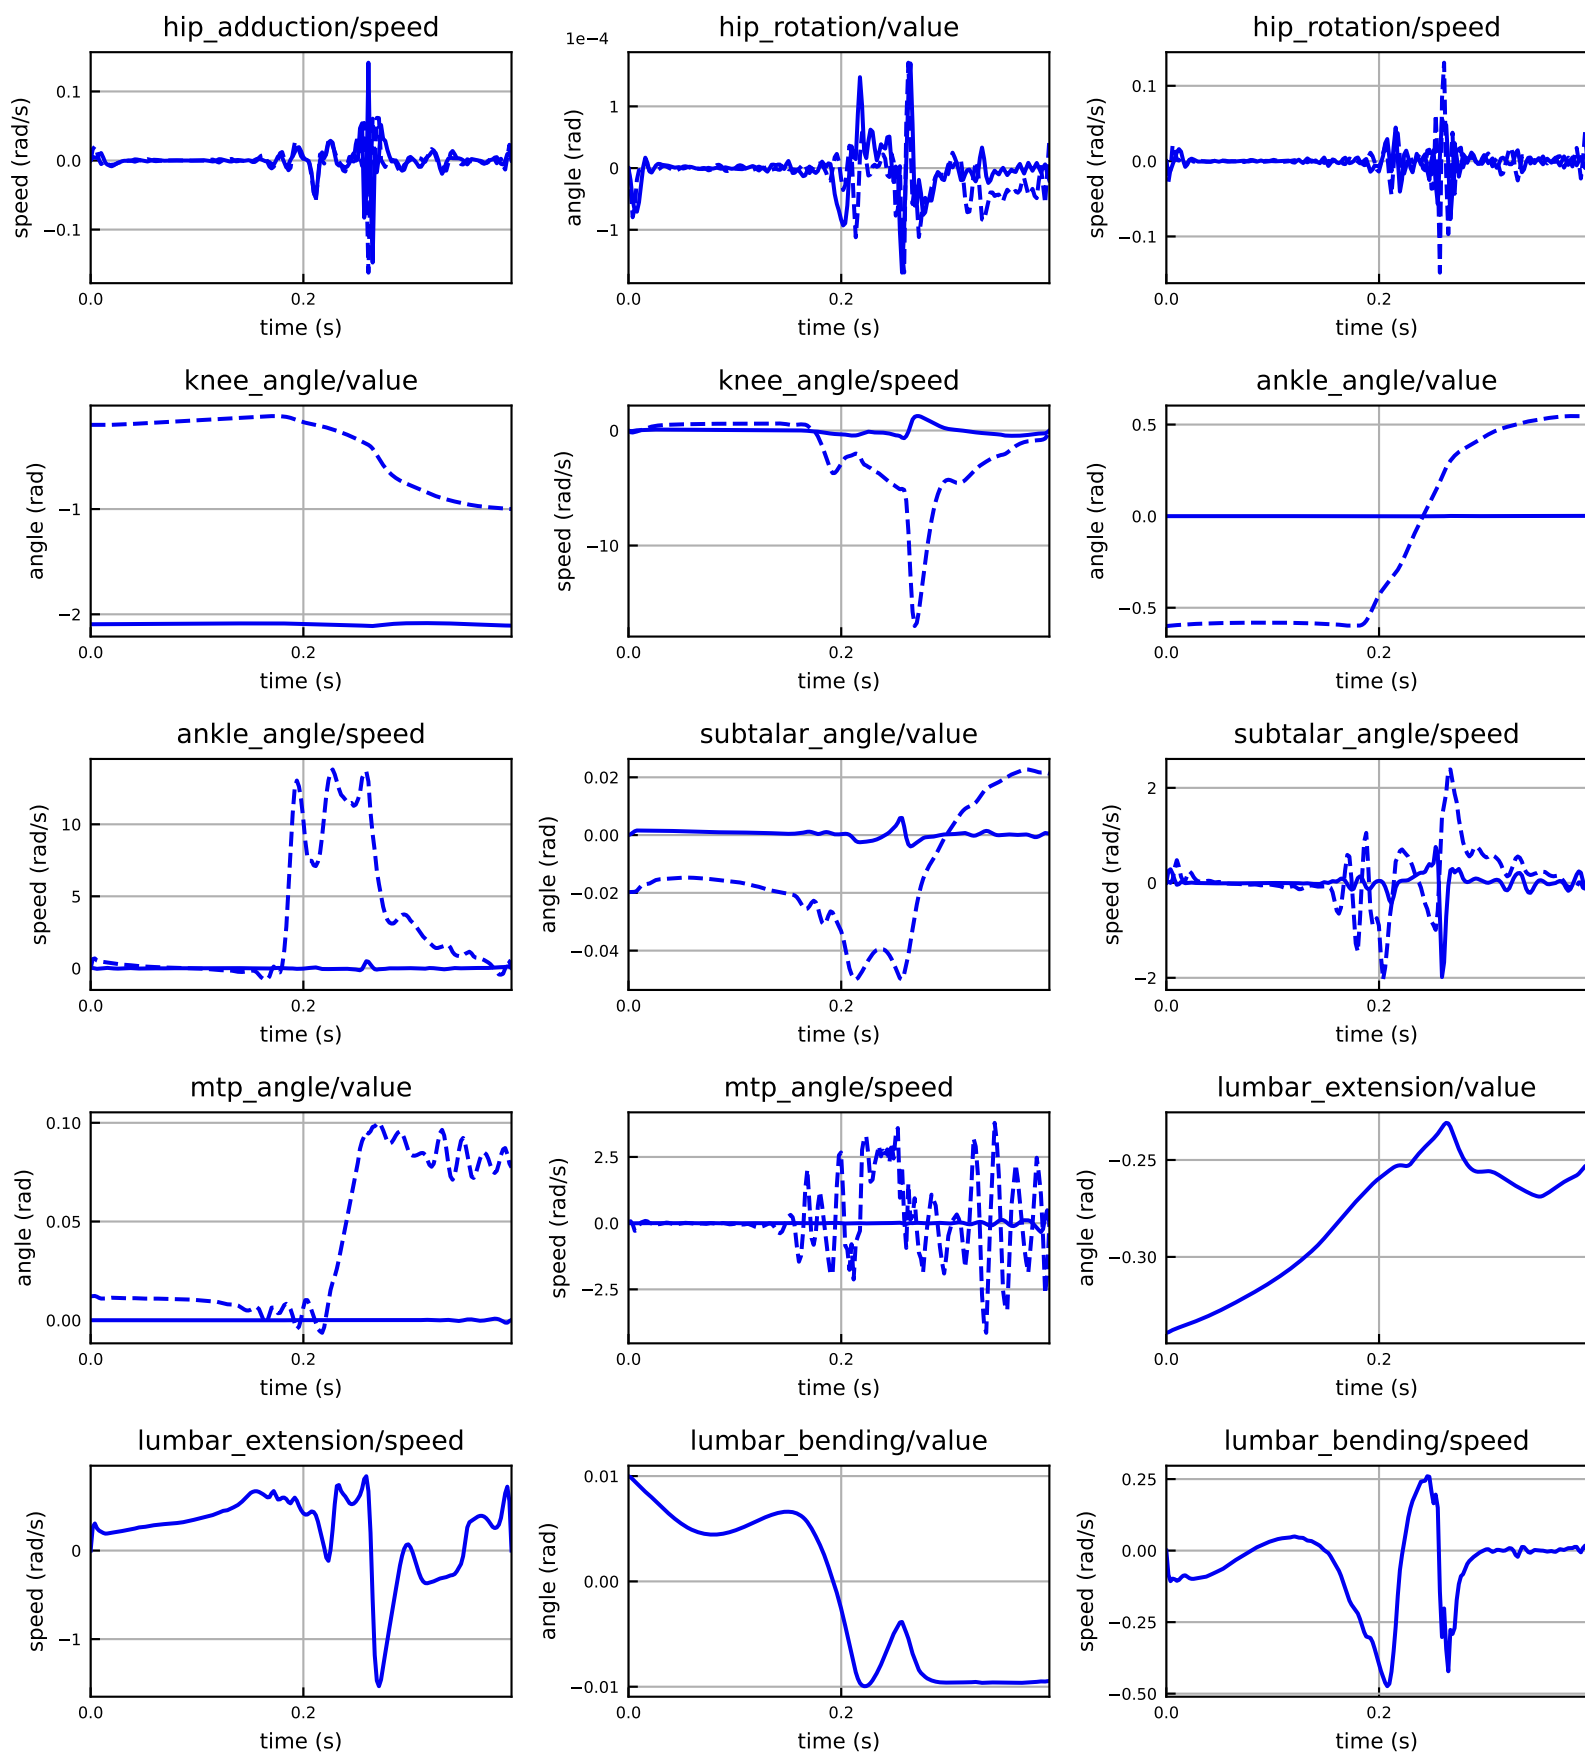 hip_adduction/speed
speed (rad/s)
0.1
0.0
−0.1
0.0
0.2
time (s)
hip_rotation/value
1e−4
angle (rad)
1
0
−1
0.0
0.2
time (s)
hip_rotation/speed
speed (rad/s)
0.1
0.0
−0.1
0.0
0.2
time (s)
knee_angle/value
angle (rad)
−1
−2
0.0
0.2
time (s)
knee_angle/speed
speed (rad/s)
0
−10
0.0
0.2
time (s)
ankle_angle/value
angle (rad)
0.5
0.0
−0.5
0.0
0.2
time (s)
ankle_angle/speed
speed (rad/s)
10
5
0
0.0
0.2
time (s)
subtalar_angle/value
angle (rad)
0.02
0.00
−0.02
−0.04
0.0
0.2
time (s)
subtalar_angle/speed
speed (rad/s)
2
0
−2
0.0
0.2
time (s)
mtp_angle/value
angle (rad)
0.10
0.05
0.00
0.0
0.2
time (s)
mtp_angle/speed
speed (rad/s)
2.5
0.0
−2.5
0.0
0.2
time (s)
lumbar_extension/value
angle (rad)
−0.25
−0.30
0.0
0.2
time (s)
lumbar_extension/speed
speed (rad/s)
0
−1
0.0
0.2
time (s)
lumbar_bending/value
angle (rad)
0.01
0.00
−0.01
0.0
0.2
time (s)
lumbar_bending/speed
speed (rad/s)
0.25
0.00
−0.25
−0.50
0.0
0.2
time (s)